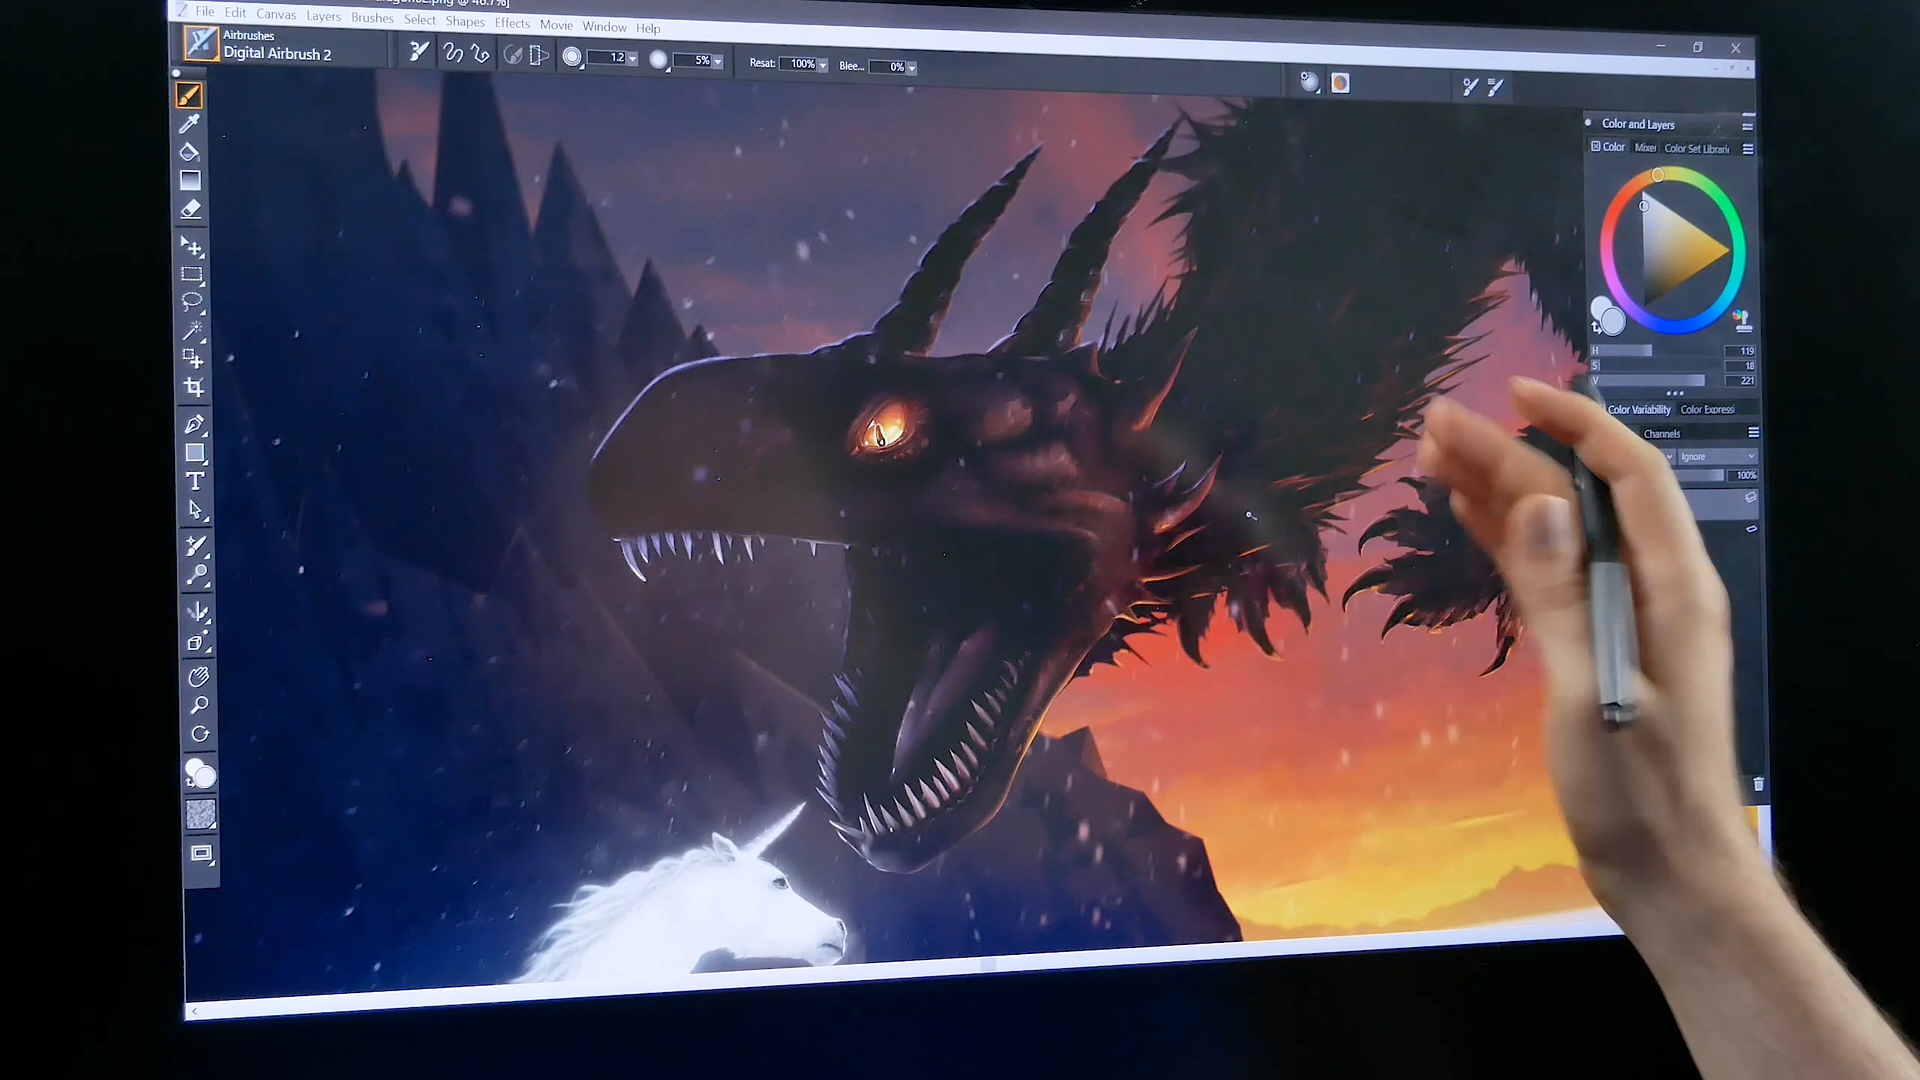 File Edit Canvas Layers Brushes Select Shapes Effects Movie Window Help
Airbrushes
Digital Airbrush 2
1.2
5%
Resat: 100%
Blee... 0%
Color and Layers
Color Mixer Color Set Librari
H 119
S 18
V 221
Color Variability Color Expressi
Channels
Ignore
100%
T